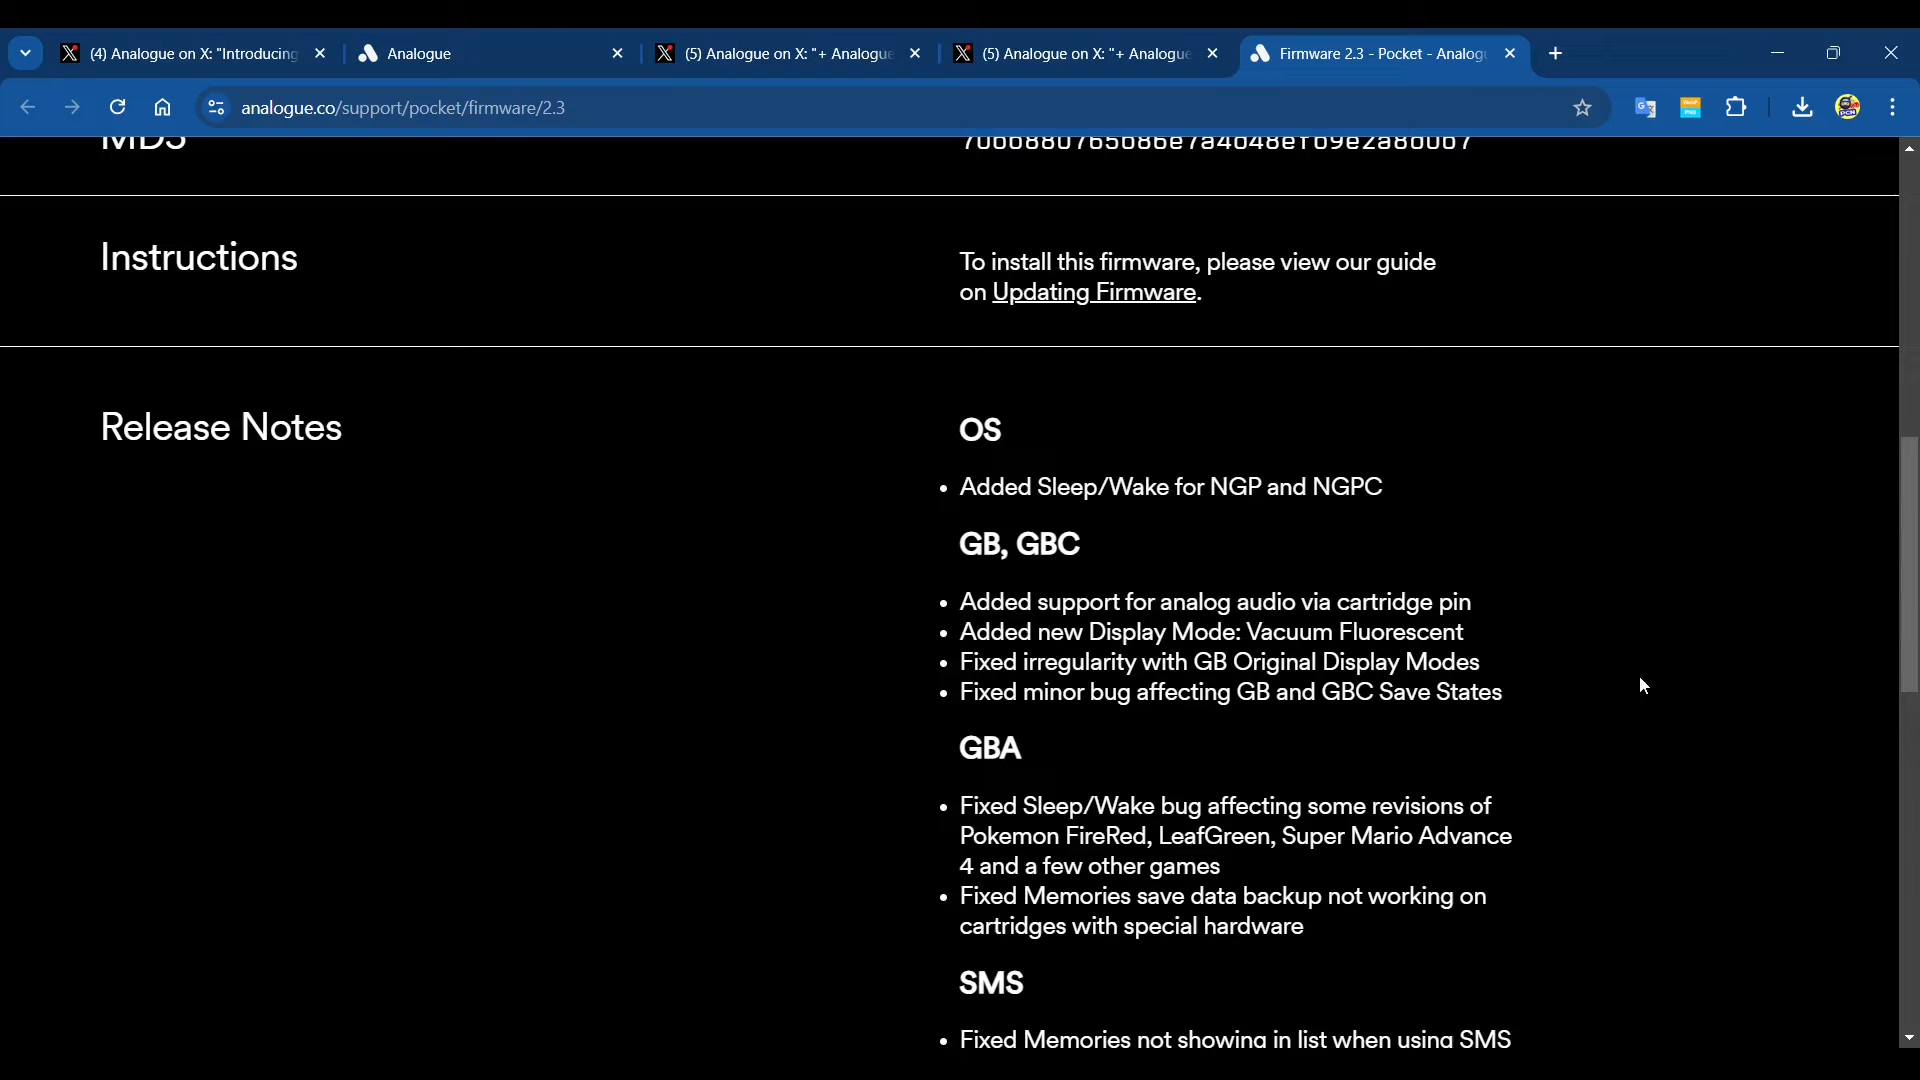 (4) Analogue on X: "Introducing
Analogue
(5) Analogue on X: "+ Analogue
(5) Analogue on X: "+ Analogue
Firmware 2.3 - Pocket - Analog
analogue.co/support/pocket/firmware/2.3
MD5
Instructions
To install this firmware, please view our guide
on Updating Firmware.
Release Notes
OS
• Added Sleep/Wake for NGP and NGPC
GB, GBC
• Added support for analog audio via cartridge pin
• Added new Display Mode: Vacuum Fluorescent
• Fixed irregularity with GB Original Display Modes
• Fixed minor bug affecting GB and GBC Save States
GBA
• Fixed Sleep/Wake bug affecting some revisions of
Pokemon FireRed, LeafGreen, Super Mario Advance
4 and a few other games
• Fixed Memories save data backup not working on
cartridges with special hardware
SMS
• Fixed Memories not showing in list when using SMS